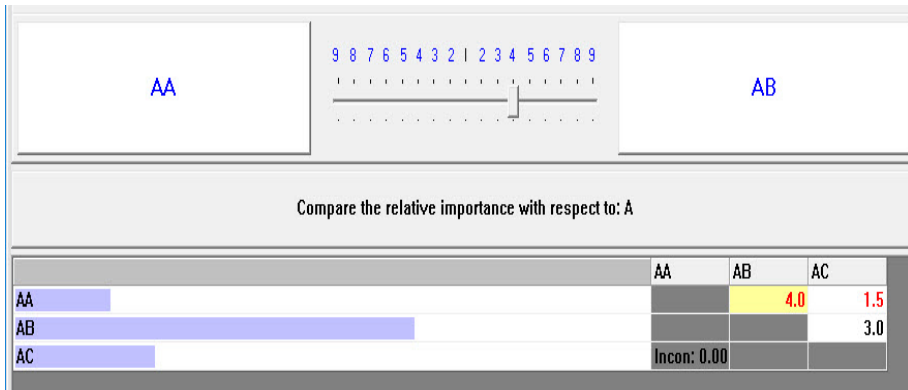 9 8 7 6 5 4 3 2 | 2 3 4 5 6 7 8 9
AA
AB
Compare the relative importance with respect to: A
AA AB AC
AA 4.0 1.5
AB 3.0
AC Incon: 0.00